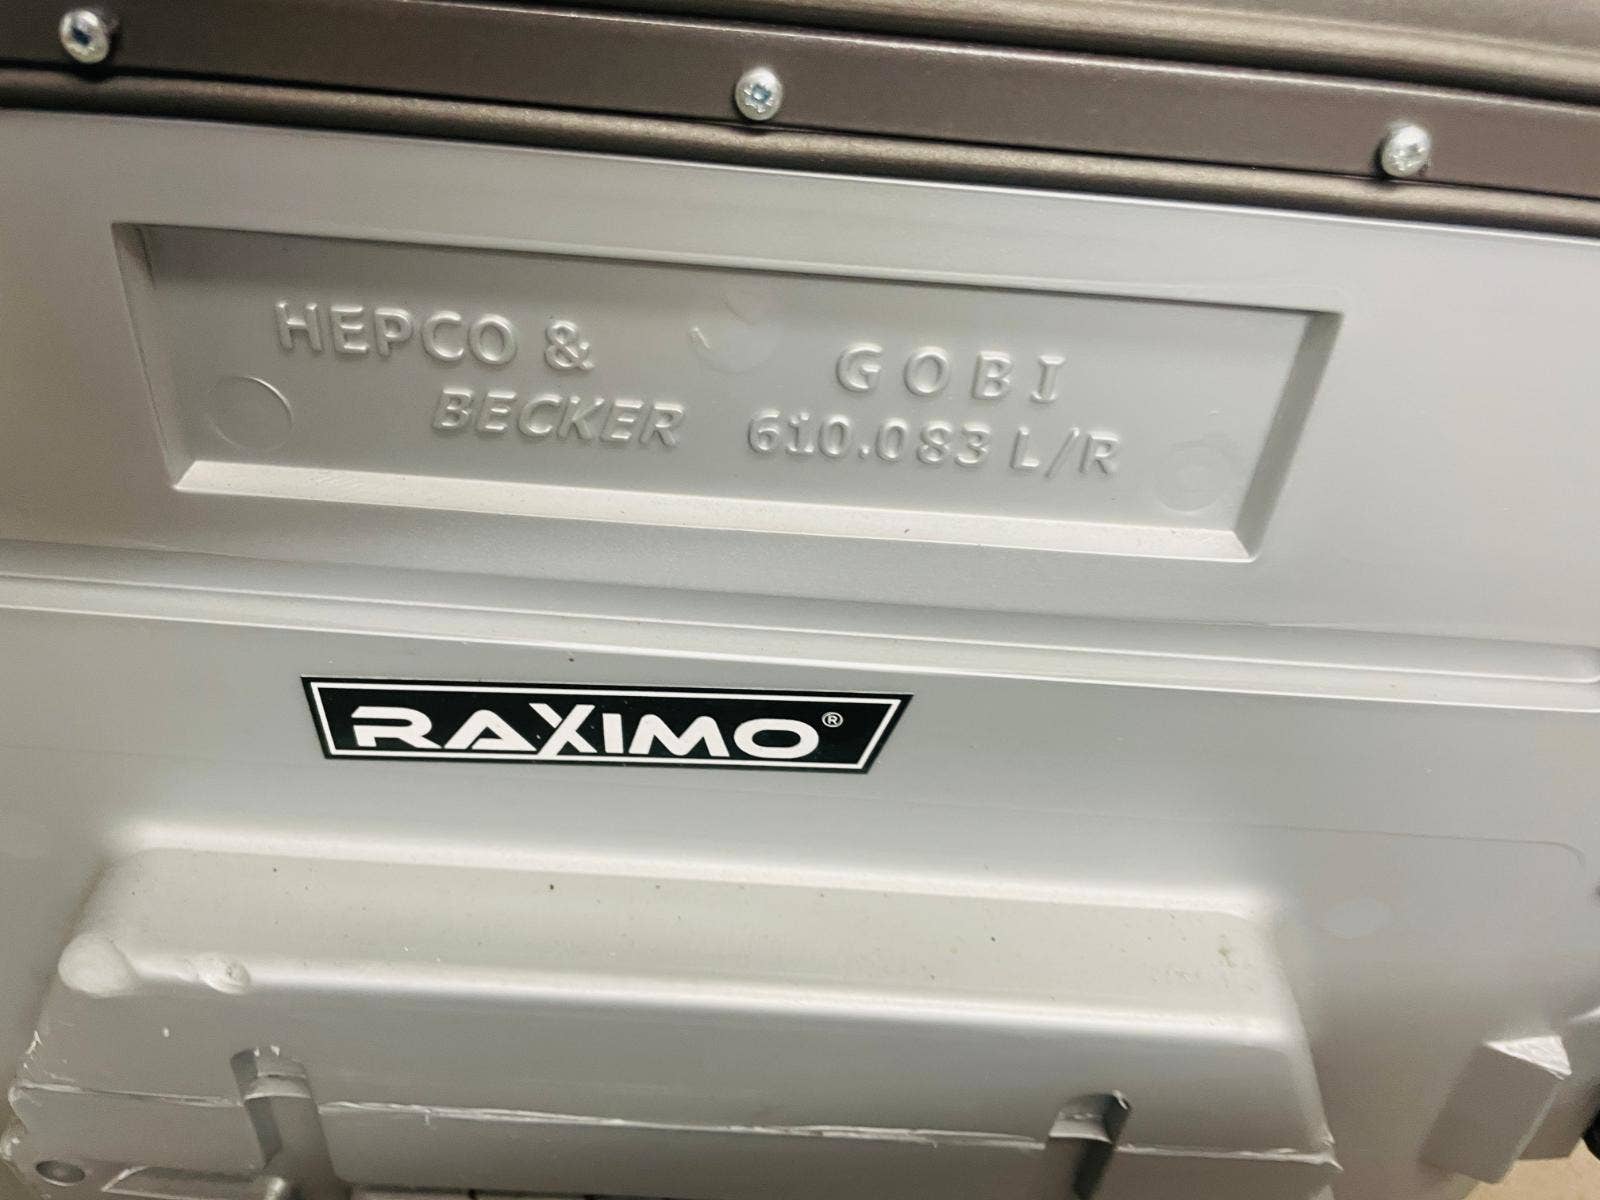 HEPCO &
BECKER
GOBI
610.083 L/R
RAXIMO®